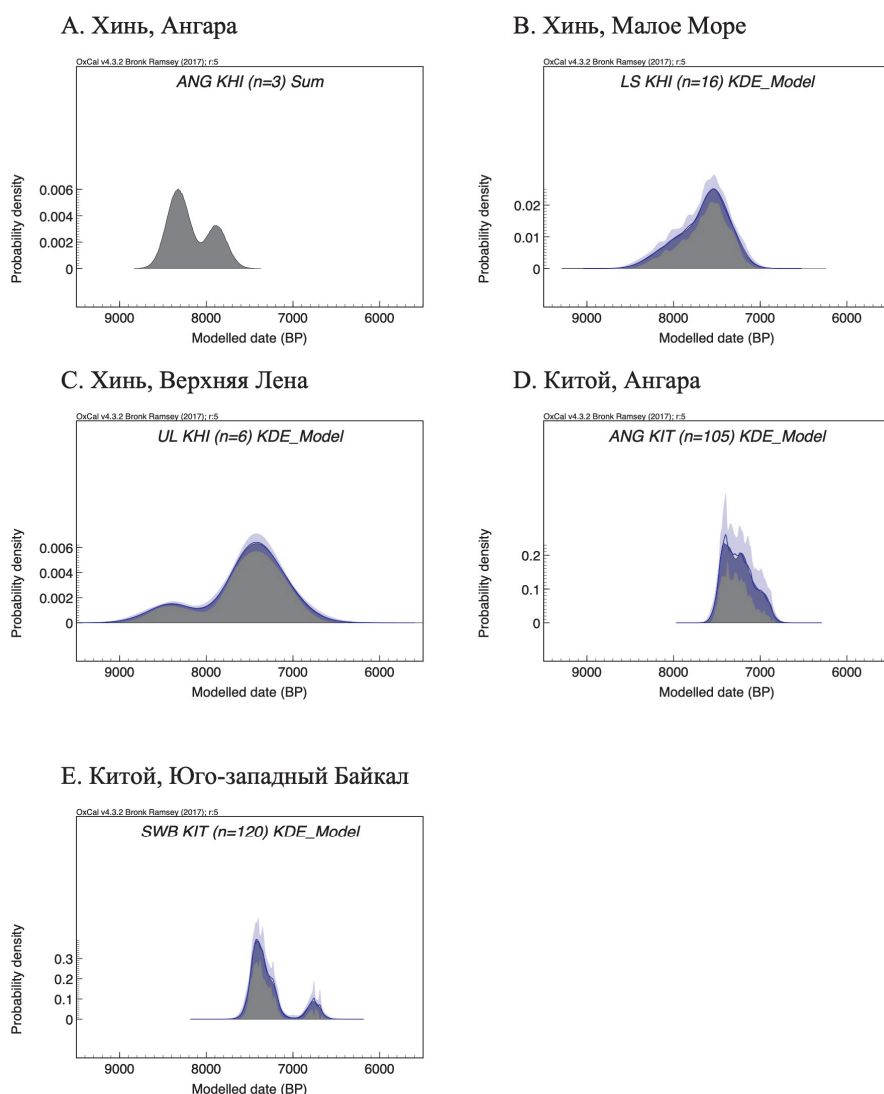 A. Хинь, Ангара
OxCal v4.3.2 Bronk Ramsey (2017); r:5
ANG KHI (n=3) Sum
Probability density
0.006
0.004
0.002
0
9000 8000 7000 6000
Modelled date (BP)
B. Хинь, Малое Море
OxCal v4.3.2 Bronk Ramsey (2017); r:5
LS KHI (n=16) KDE_Model
Probability density
0.02
0.01
0
9000 8000 7000 6000
Modelled date (BP)
C. Хинь, Верхняя Лена
OxCal v4.3.2 Bronk Ramsey (2017); r:5
UL KHI (n=6) KDE_Model
Probability density
0.006
0.004
0.002
0
9000 8000 7000 6000
Modelled date (BP)
D. Китой, Ангара
OxCal v4.3.2 Bronk Ramsey (2017); r:5
ANG KIT (n=105) KDE_Model
Probability density
0.2
0.1
0
9000 8000 7000 6000
Modelled date (BP)
E. Китой, Юго-западный Байкал
OxCal v4.3.2 Bronk Ramsey (2017); r:5
SWB KIT (n=120) KDE_Model
Probability density
0.3
0.2
0.1
0
9000 8000 7000 6000
Modelled date (BP)